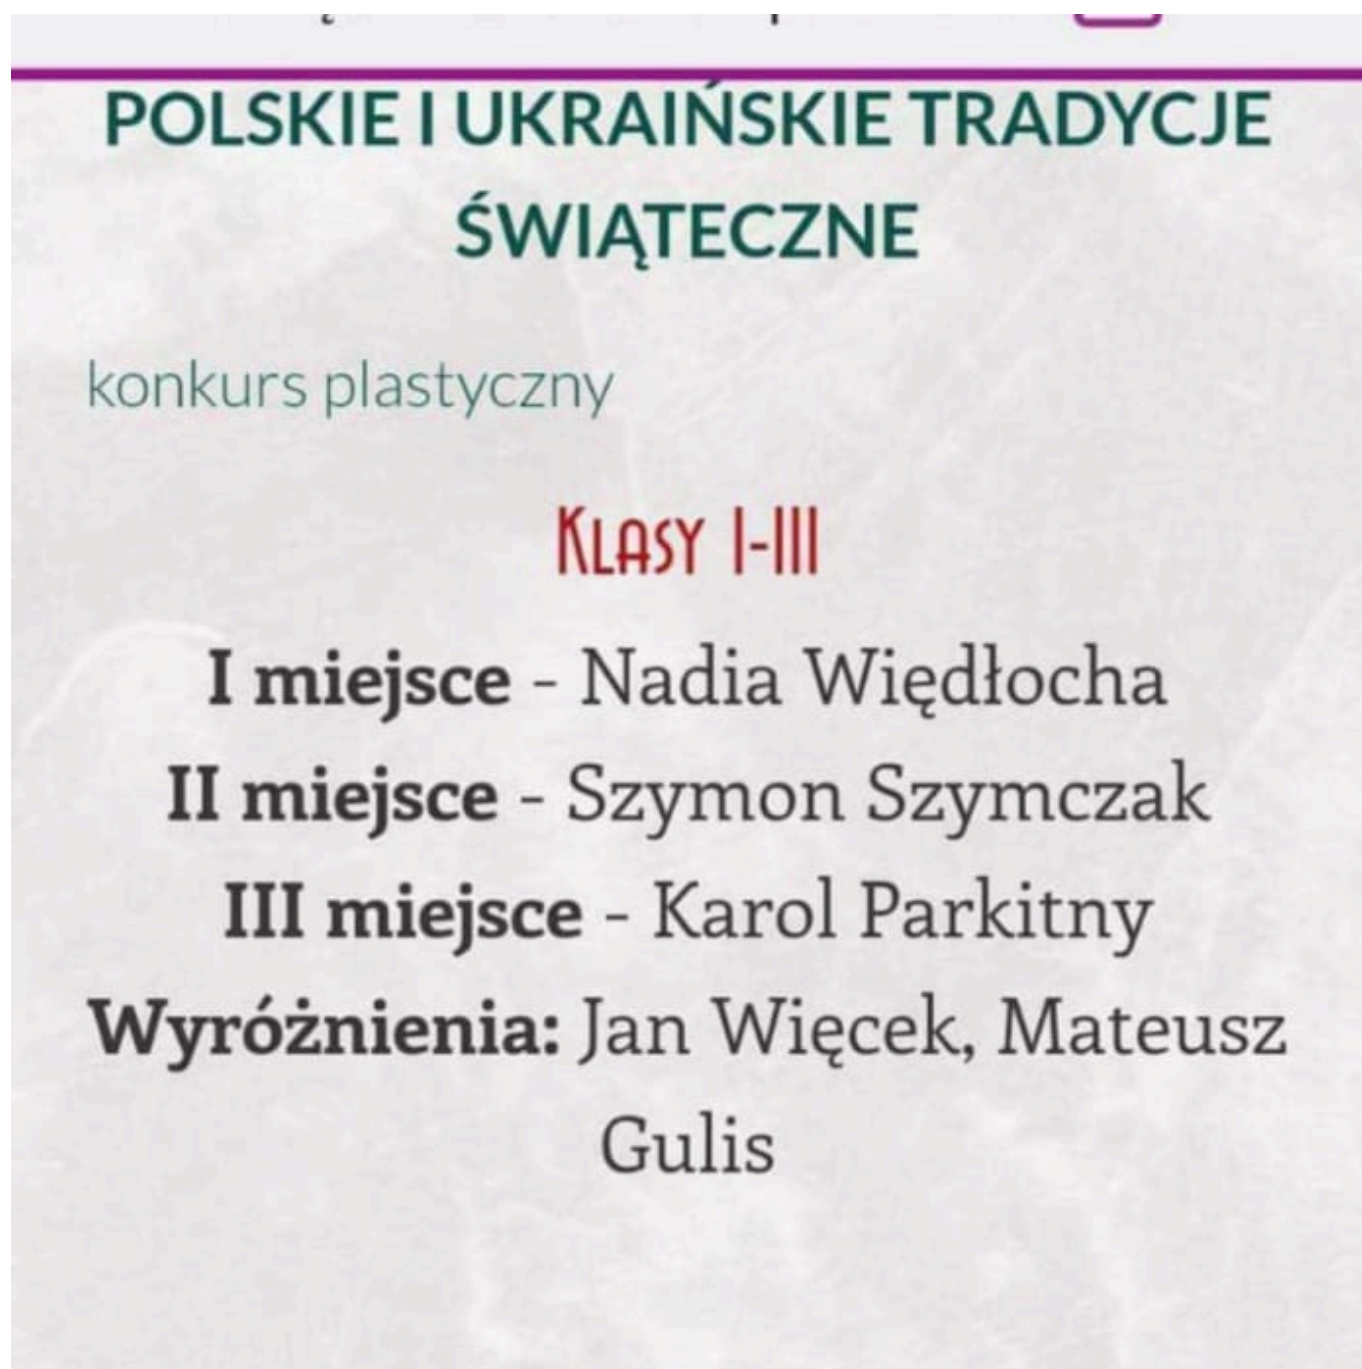 POLSKIE I UKRAIŃSKIE TRADYCJE
ŚWIĄTECZNE
konkurs plastyczny
Klasy I-III
I miejsce - Nadia Więdłocha
II miejsce - Szymon Szymczak
III miejsce - Karol Parkitny
Wyróżnienia: Jan Więcek, Mateusz
Gulis